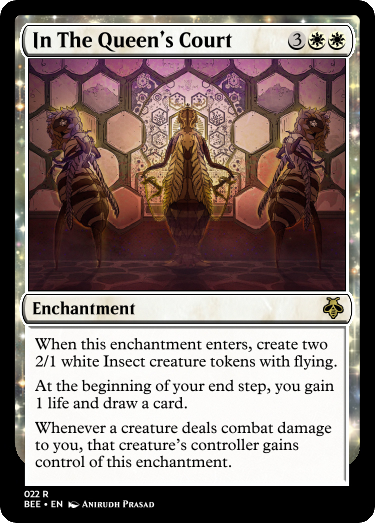 In The Queen's Court 3
Enchantment
When this enchantment enters, create two
2/1 white Insect creature tokens with flying.
At the beginning of your end step, you gain
1 life and draw a card.
Whenever a creature deals combat damage
to you, that creature's controller gains
control of this enchantment.
022 R
BEE • EN Anirudh Prasad